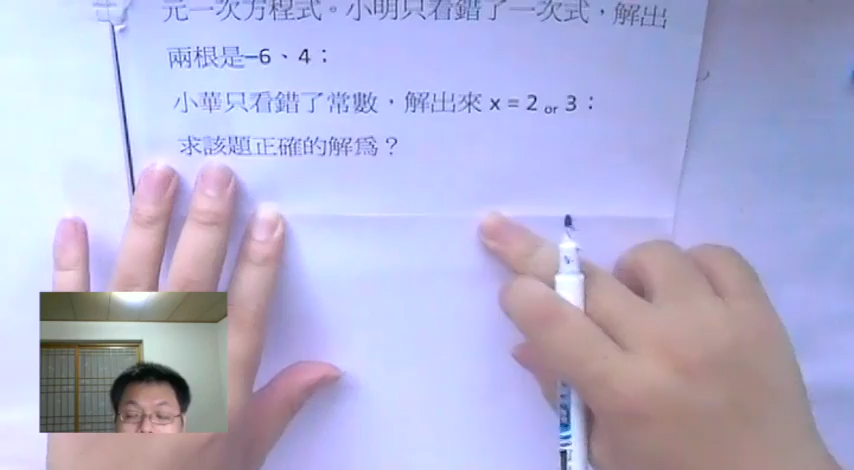 元一次方程式。小明只看錯了一次式，解出
兩根是–6、4；
小華只看錯了常數，解出來 x = 2 or 3；
求該題正確的解為？